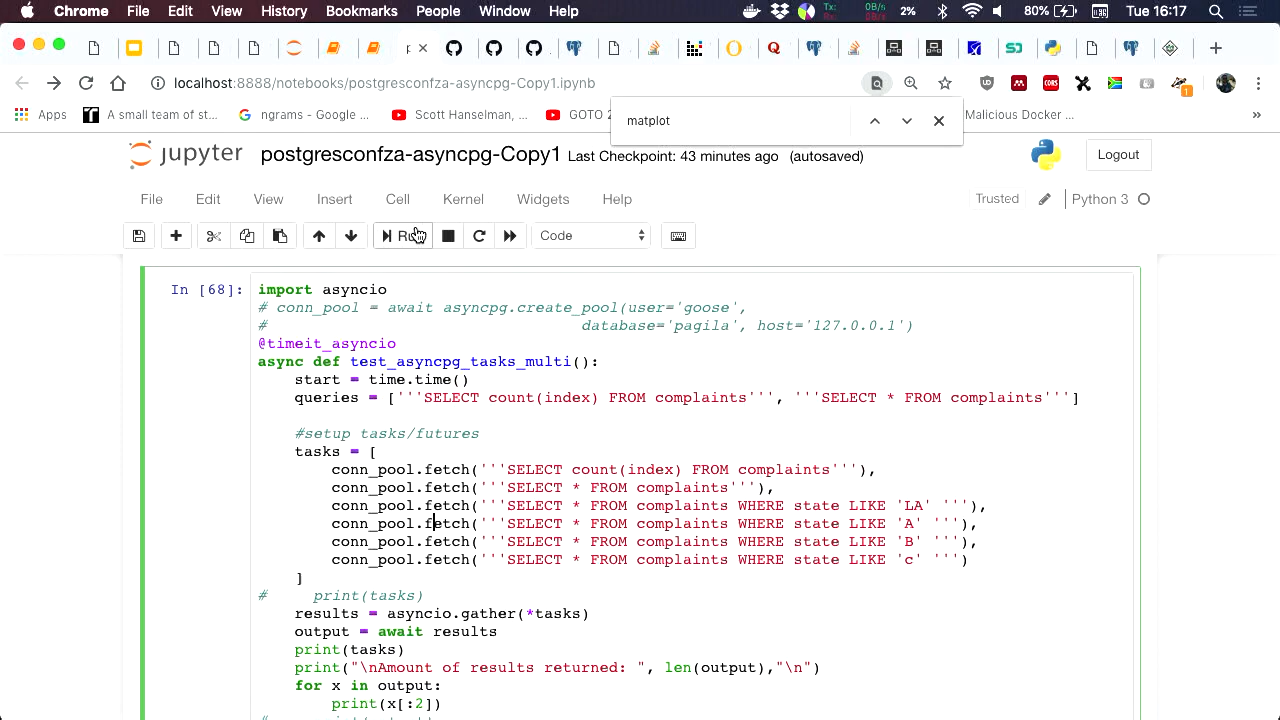 Chrome File Edit View History Bookmarks People Window Help Tx: Rx: 0B/s 0B/s 2% 80% Tue 16:17
localhost:8888/notebooks/postgresconfza-asyncpg-Copy1.ipynb
Apps A small team of st... ngrams - Google ... Scott Hanselman, ... GOTO 2 Malicious Docker ...
matplot
jupyter postgresconfza-asyncpg-Copy1 Last Checkpoint: 43 minutes ago (autosaved) Logout
File Edit View Insert Cell Kernel Widgets Help Trusted Python 3
Run Code
In [68]: import asyncio
# conn_pool = await asyncpg.create_pool(user='goose',
# database='pagila', host='127.0.0.1')
@timeit_asyncio
async def test_asyncpg_tasks_multi():
start = time.time()
queries = ['''SELECT count(index) FROM complaints''', '''SELECT * FROM complaints''']
#setup tasks/futures
tasks = [
conn_pool.fetch('''SELECT count(index) FROM complaints'''),
conn_pool.fetch('''SELECT * FROM complaints'''),
conn_pool.fetch('''SELECT * FROM complaints WHERE state LIKE 'LA' '''),
conn_pool.fetch('''SELECT * FROM complaints WHERE state LIKE 'A' '''),
conn_pool.fetch('''SELECT * FROM complaints WHERE state LIKE 'B' '''),
conn_pool.fetch('''SELECT * FROM complaints WHERE state LIKE 'c' ''')
]
# print(tasks)
results = asyncio.gather(*tasks)
output = await results
print(tasks)
print("\nAmount of results returned: ", len(output),"\n")
for x in output:
print(x[:2])